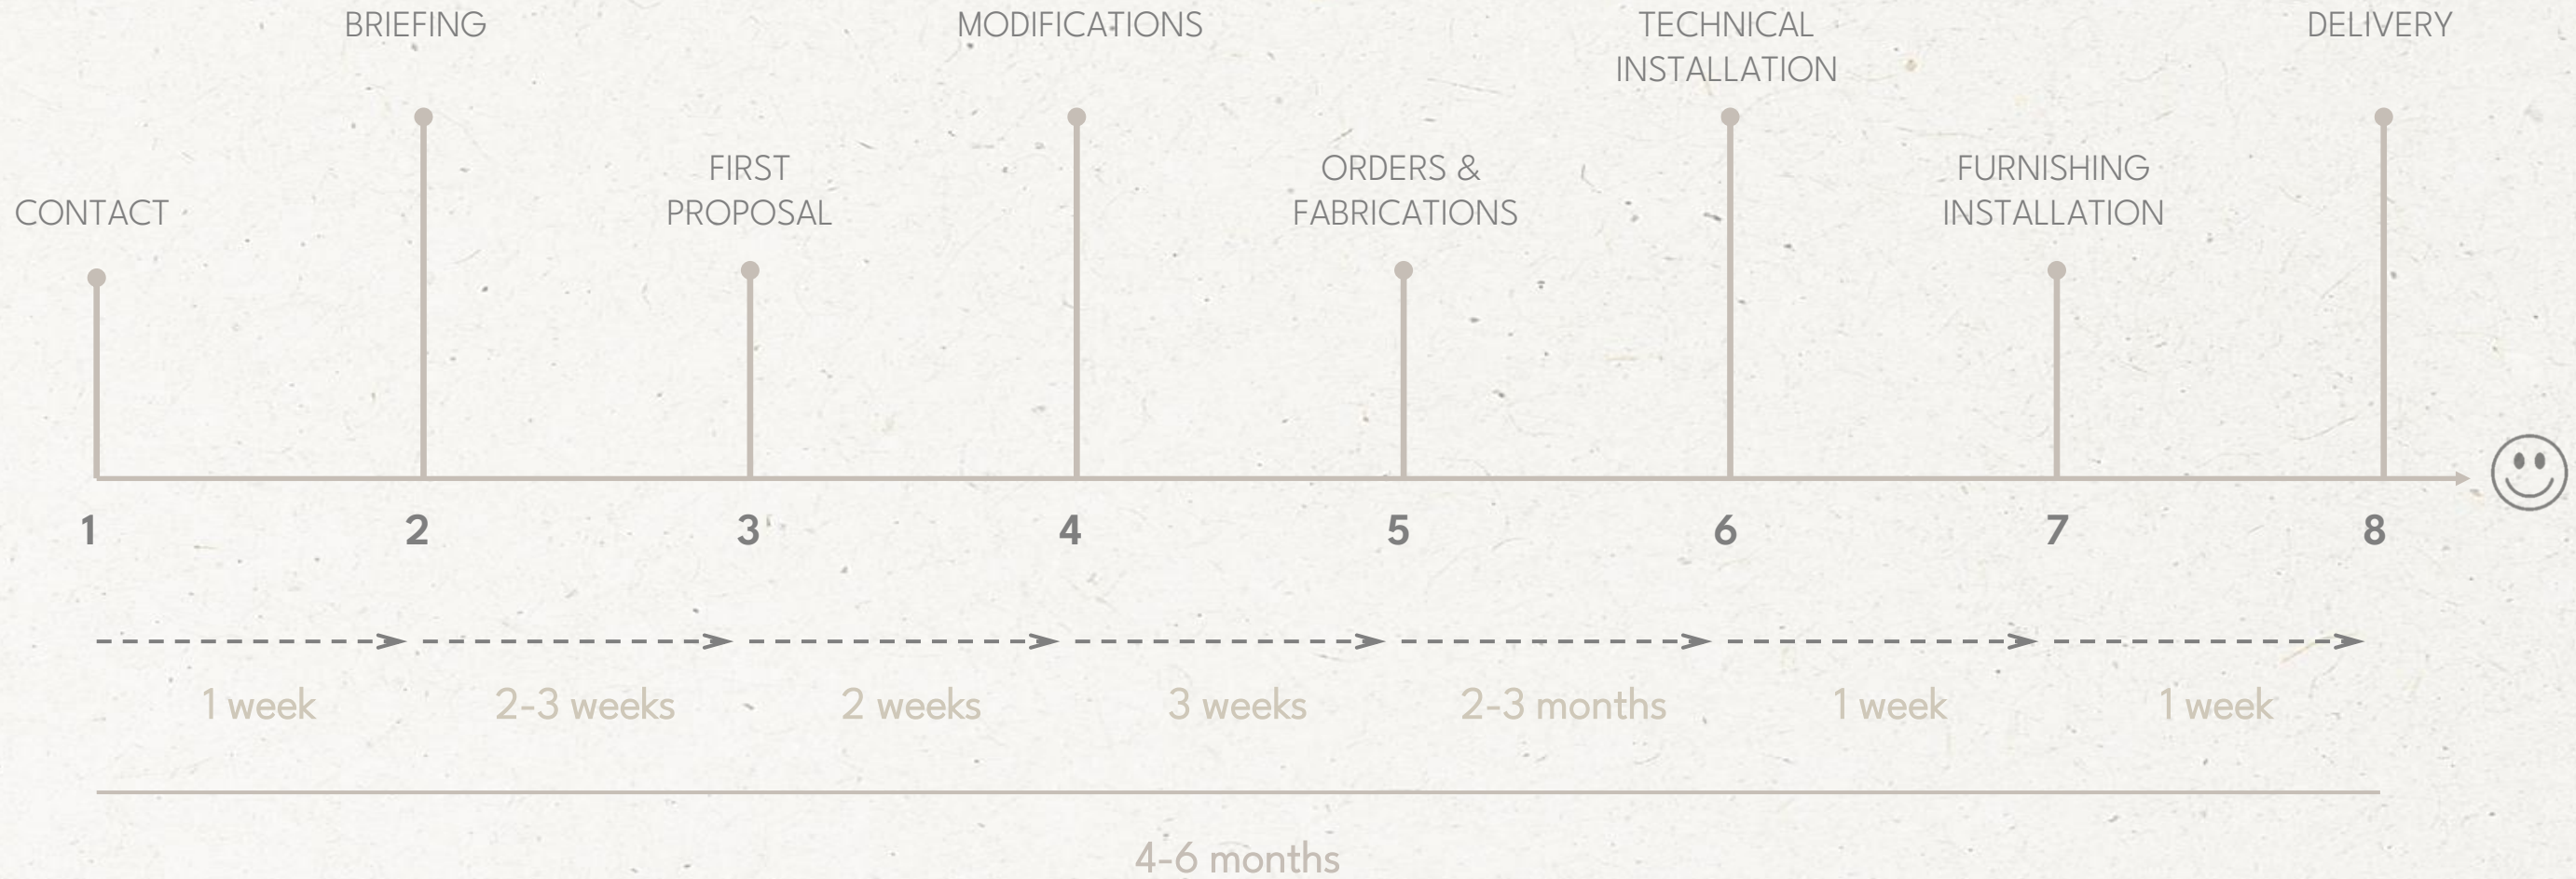 BRIEFING
MODIFICATIONS
TECHNICAL
INSTALLATION
DELIVERY
CONTACT
FIRST
PROPOSAL
ORDERS &
FABRICATIONS
FURNISHING
INSTALLATION
1
2
3
4
5
6
7
8
1 week
2-3 weeks
2 weeks
3 weeks
2-3 months
1 week
1 week
4-6 months